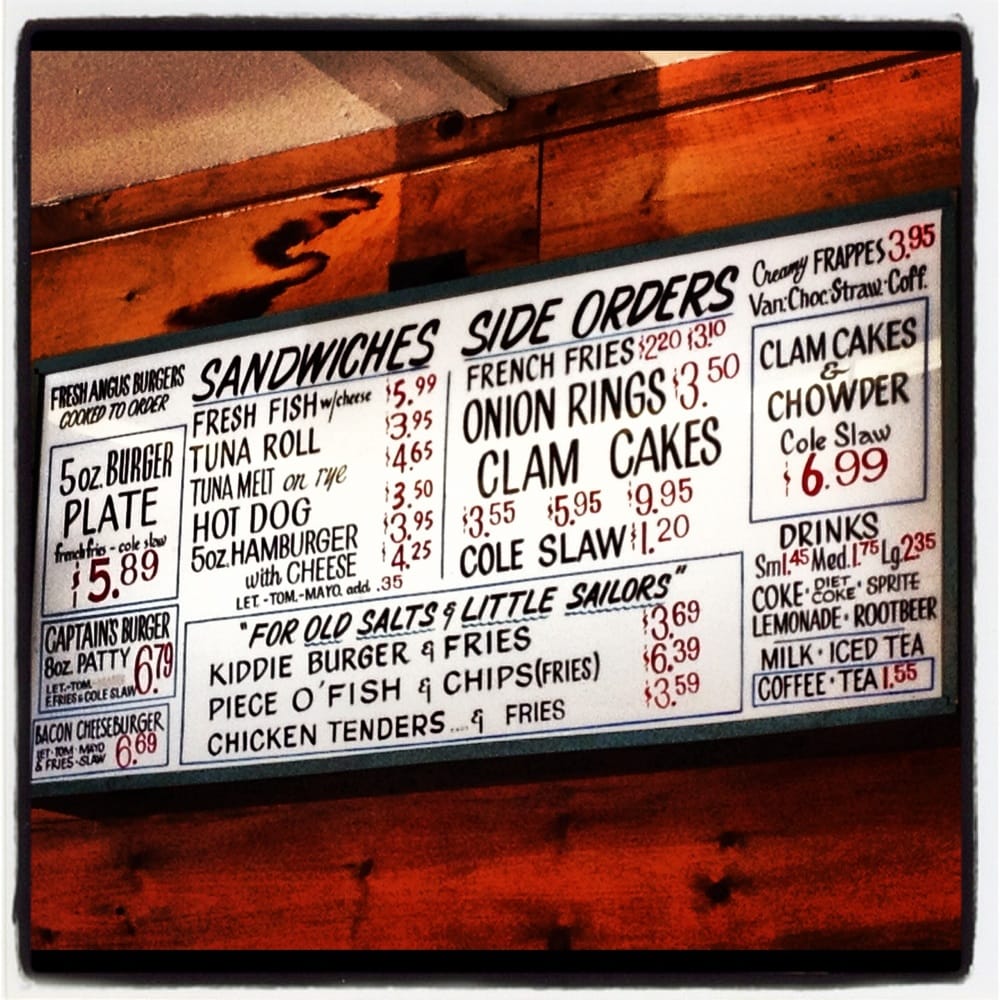 FRESH ANGUS BURGERS
COOKED TO ORDER
5oz. BURGER
PLATE
french fries - cole slaw
$5.89
CAPTAIN'S BURGER
8oz. PATTY 6.79
LET.-TOM.
F.FRIES & COLE SLAW
BACON CHEESEBURGER
LET-TOM-MAYO
& FRIES-SLAW 6.69
SANDWICHES
FRESH FISH w/cheese $5.99
TUNA ROLL $3.95
TUNA MELT on rye $4.65
HOT DOG $3.50
5oz. HAMBURGER $3.95
with CHEESE $4.25
LET.-TOM.-MAYO. add .35
SIDE ORDERS
FRENCH FRIES $2.20 $3.10
ONION RINGS $3.50
CLAM CAKES
$3.55 $5.95 $9.95
COLE SLAW $1.20
"FOR OLD SALTS & LITTLE SAILORS"
KIDDIE BURGER & FRIES $3.69
PIECE O'FISH & CHIPS (FRIES) $6.39
CHICKEN TENDERS & FRIES $3.59
Creamy FRAPPES 3.95
Van.·Choc.·Straw.·Coff.
CLAM CAKES
&
CHOWDER
Cole Slaw
$6.99
DRINKS
Sm 1.45 Med. 1.75 Lg. 2.35
COKE · DIET COKE · SPRITE
LEMONADE · ROOTBEER
MILK · ICED TEA
COFFEE · TEA 1.55